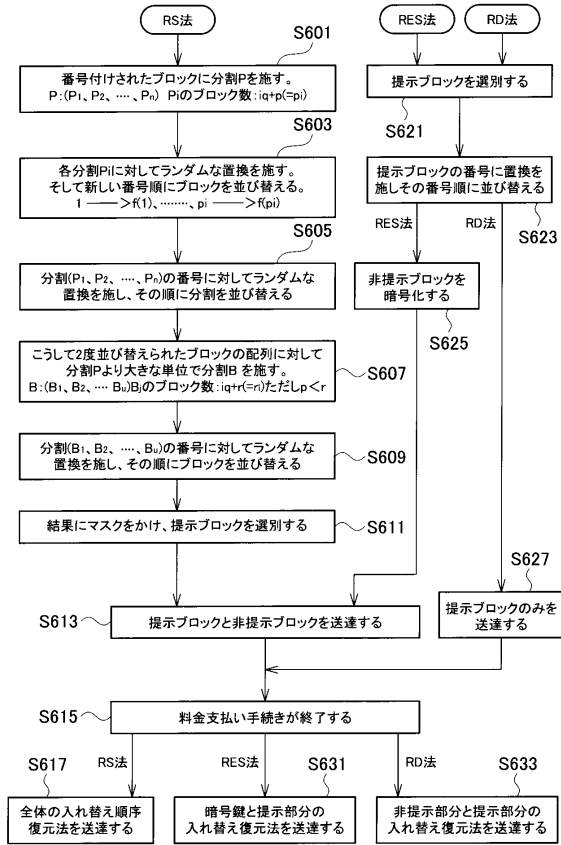 RS法
S601
番号付けされたブロックに分割Pを施す。
P:(P1、P2、‥‥、Pn) Piのブロック数:iq+p(=pi)
S603
各分割Piに対してランダムな置換を施す。
そして新しい番号順にブロックを並び替える。
1 ――>f(1)、‥‥‥‥、pi ――>f(pi)
S605
分割(P1、P2、‥‥、Pn)の番号に対してランダムな
置換を施し、その順に分割を並び替える
こうして2度並び替えられたブロックの配列に対して
分割Pより大きな単位で分割Bを施す。
B:(B1、B2、‥‥ Bu)Bjのブロック数:iq+r(=ri)ただしp<r
S607
分割(B1、B2、‥‥、Bu)の番号に対してランダムな
置換を施し、その順にブロックを並び替える
S609
結果にマスクをかけ、提示ブロックを選別する
S611
RES法
RD法
提示ブロックを選別する
S621
提示ブロックの番号に置換を
施しその番号順に並び替える
S623
RES法
RD法
非提示ブロックを
暗号化する
S625
S627
提示ブロックのみを
送達する
S613
提示ブロックと非提示ブロックを送達する
S615
料金支払い手続きが終了する
S617
RS法
RES法
S631
RD法
S633
全体の入れ替え順序
復元法を送達する
暗号鍵と提示部分の
入れ替え復元法を送達する
非提示部分と提示部分の
入れ替え復元法を送達する